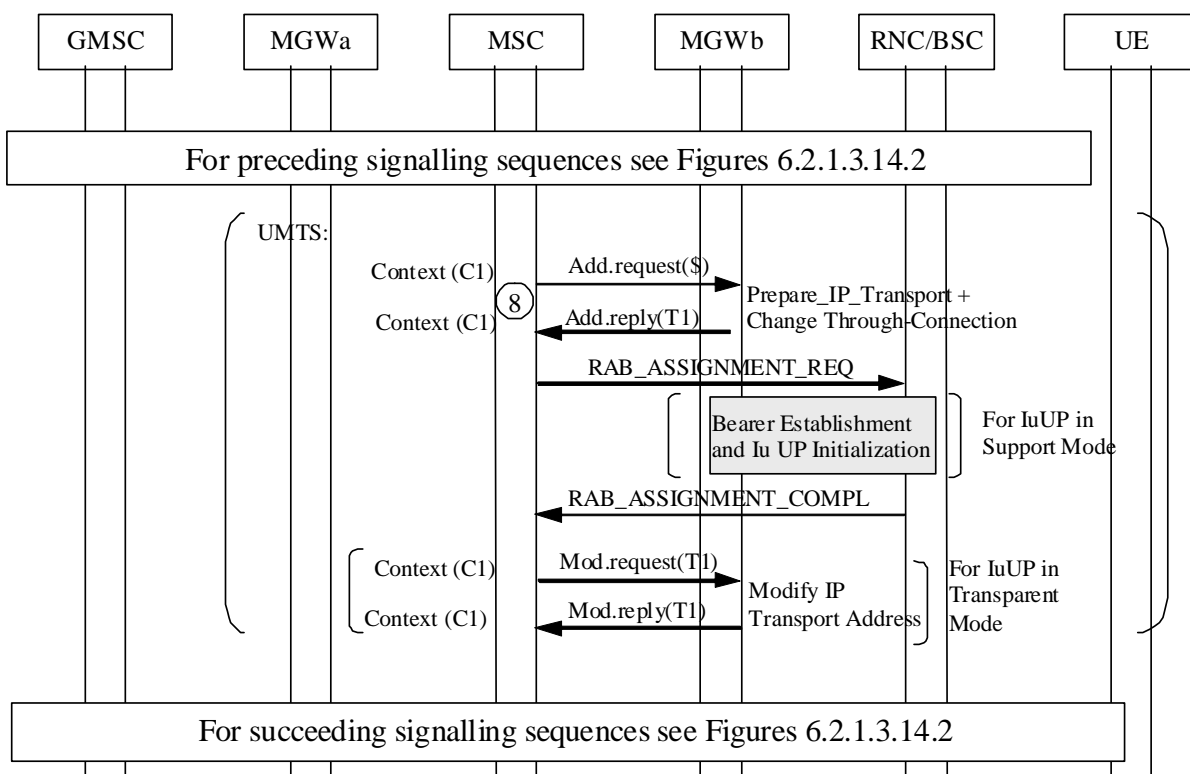 GMSC
MGWa
MSC
MGWb
RNC/BSC
UE
For preceding signalling sequences see Figures 6.2.1.3.14.2
UMTS:
Context (C1)
Add.request($)
8
Prepare_IP_Transport +
Change Through-Connection
Context (C1)
Add.reply(T1)
RAB_ASSIGNMENT_REQ
Bearer Establishment
and Iu UP Initialization
For IuUP in
Support Mode
RAB_ASSIGNMENT_COMPL
Context (C1)
Mod.request(T1)
Modify IP
Transport Address
For IuUP in
Transparent
Mode
Context (C1)
Mod.reply(T1)
For succeeding signalling sequences see Figures 6.2.1.3.14.2